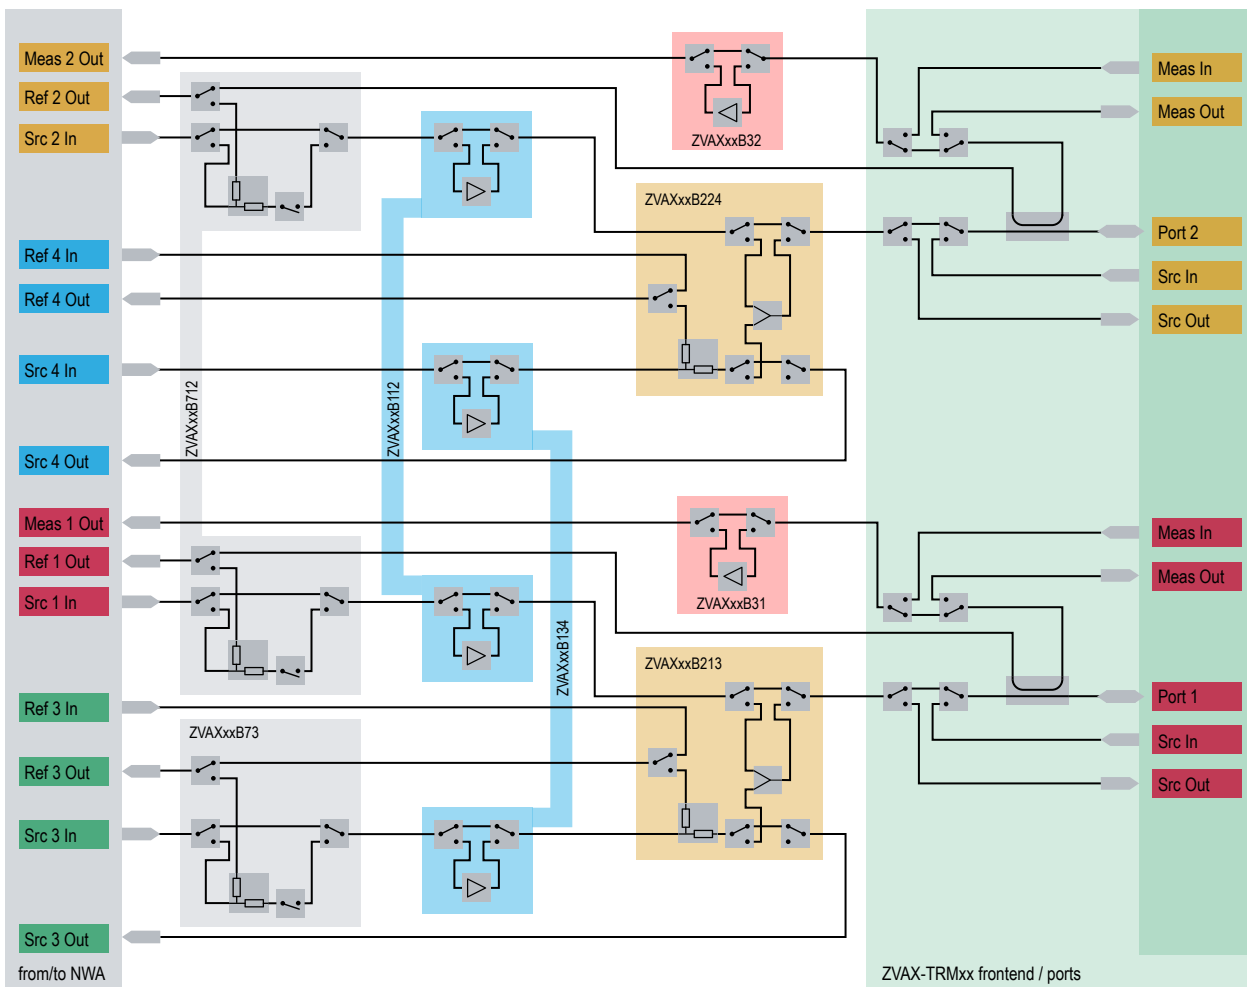 Meas 2 Out
Ref 2 Out
Src 2 In
Ref 4 In
Ref 4 Out
Src 4 In
Src 4 Out
Meas 1 Out
Ref 1 Out
Src 1 In
Ref 3 In
Ref 3 Out
Src 3 In
Src 3 Out
from/to NWA
ZVAXxxB712
ZVAXxxB73
ZVAXxxB112
ZVAXxxB134
ZVAXxxB32
ZVAXxxB224
ZVAXxxB31
ZVAXxxB213
Meas In
Meas Out
Port 2
Src In
Src Out
Meas In
Meas Out
Port 1
Src In
Src Out
ZVAX-TRMxx frontend / ports